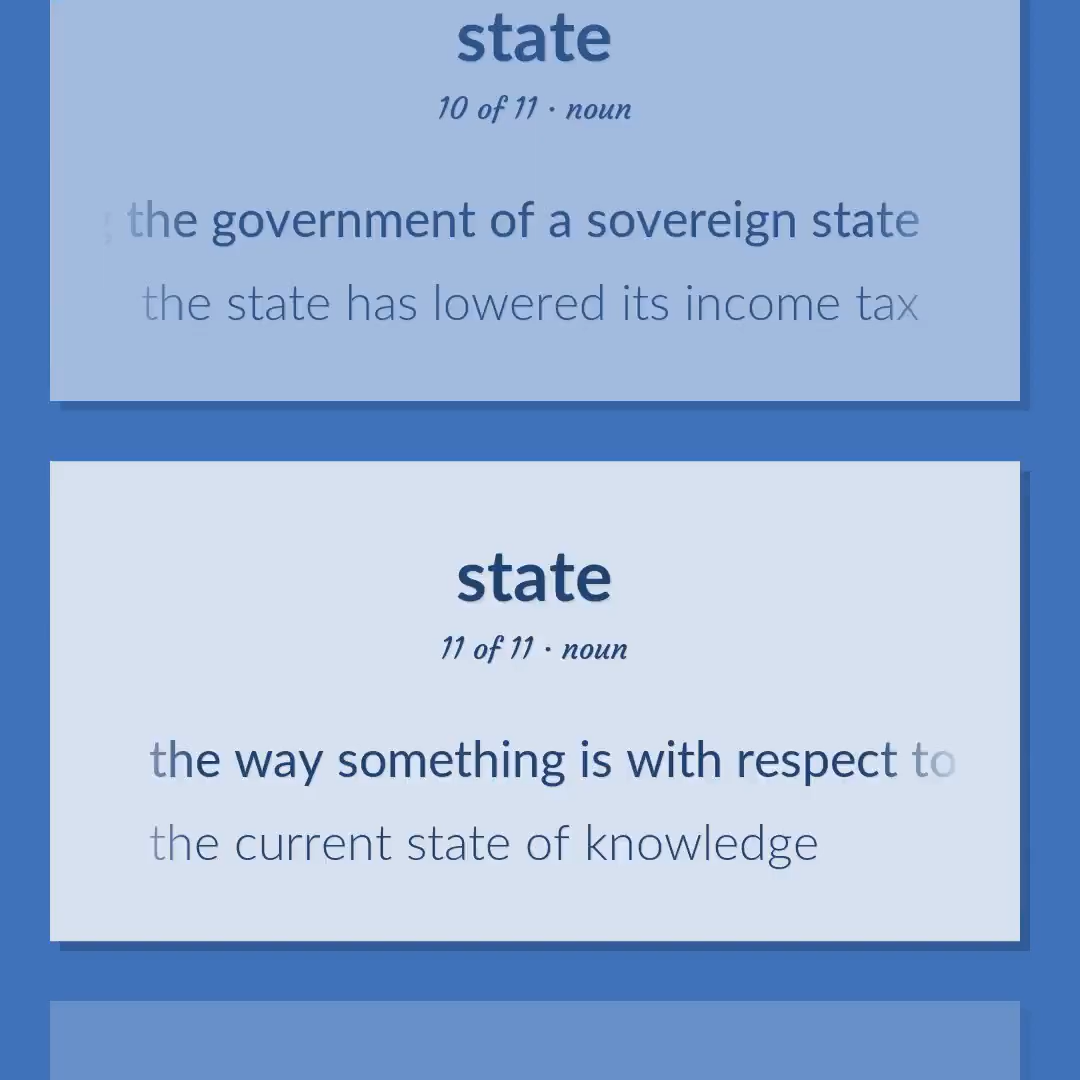 state
10 of 11 · noun
the government of a sovereign state
the state has lowered its income tax
state
11 of 11 · noun
the way something is with respect to
the current state of knowledge